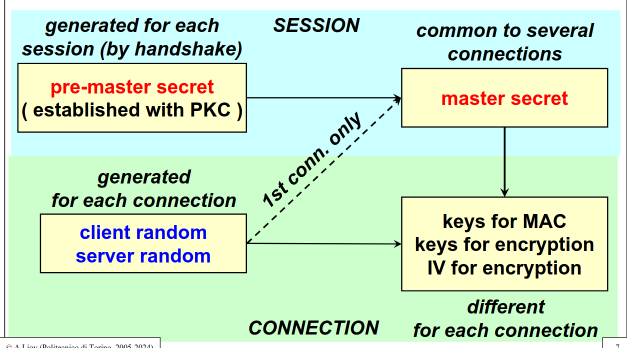 generated for each
session (by handshake)
SESSION
common to several
connections
pre-master secret
( established with PKC )
master secret
1st conn. only
generated
for each connection
client random
server random
keys for MAC
keys for encryption
IV for encryption
different
for each connection
CONNECTION
© A.Lioy (Politecnico di Torino, 2005-2024)
7